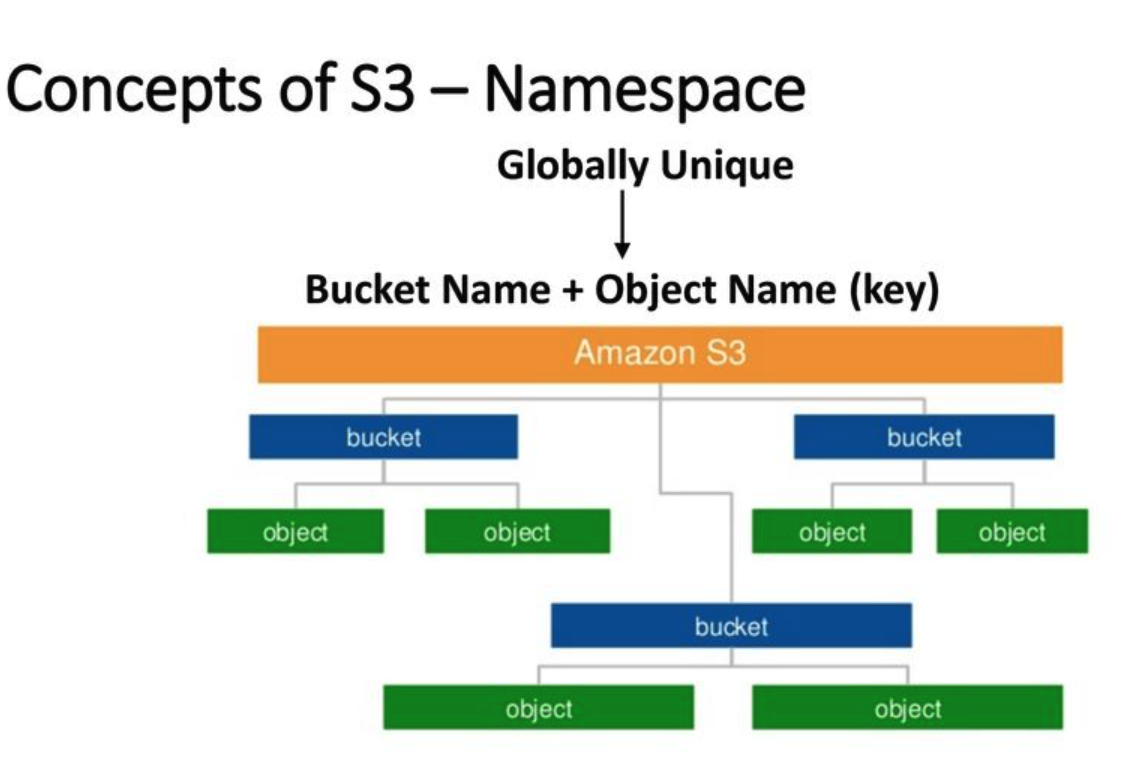 Concepts of S3 – Namespace
Globally Unique
Bucket Name + Object Name (key)
Amazon S3
bucket
bucket
object
object
object
object
bucket
object
object